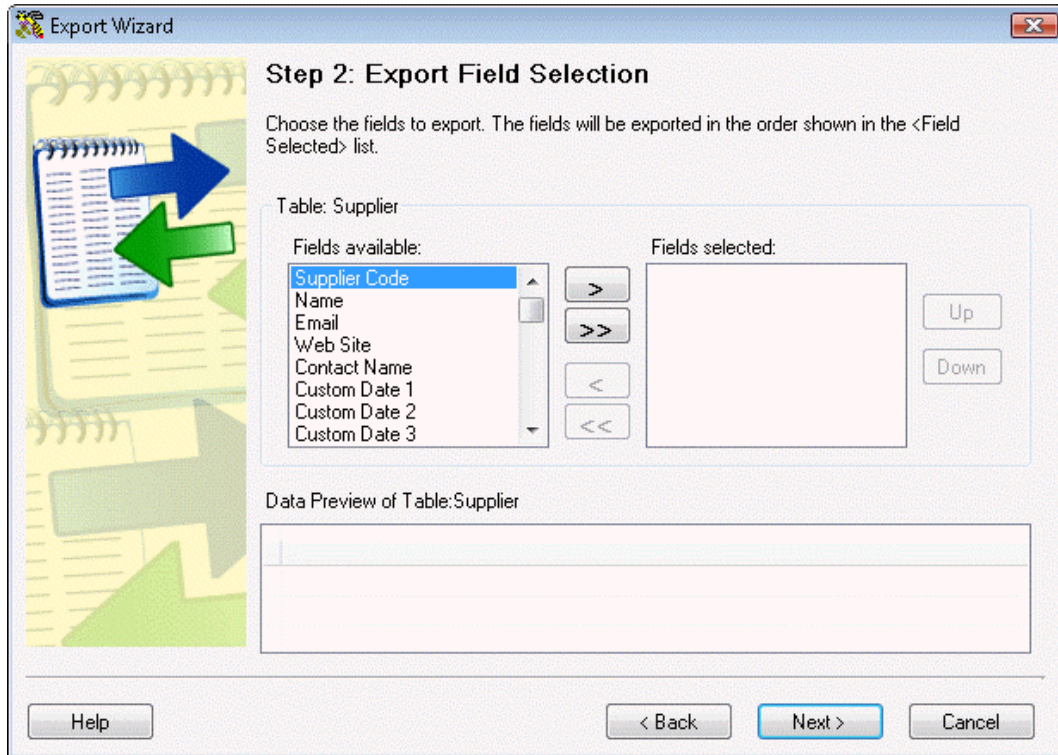 Export Wizard
Step 2: Export Field Selection
Choose the fields to export. The fields will be exported in the order shown in the <Field
Selected> list.
Table: Supplier
Fields available:
Fields selected:
Supplier Code
Name
Email
Web Site
Contact Name
Custom Date 1
Custom Date 2
Custom Date 3
>
>>
<
<<
Up
Down
Data Preview of Table:Supplier
Help
< Back
Next >
Cancel